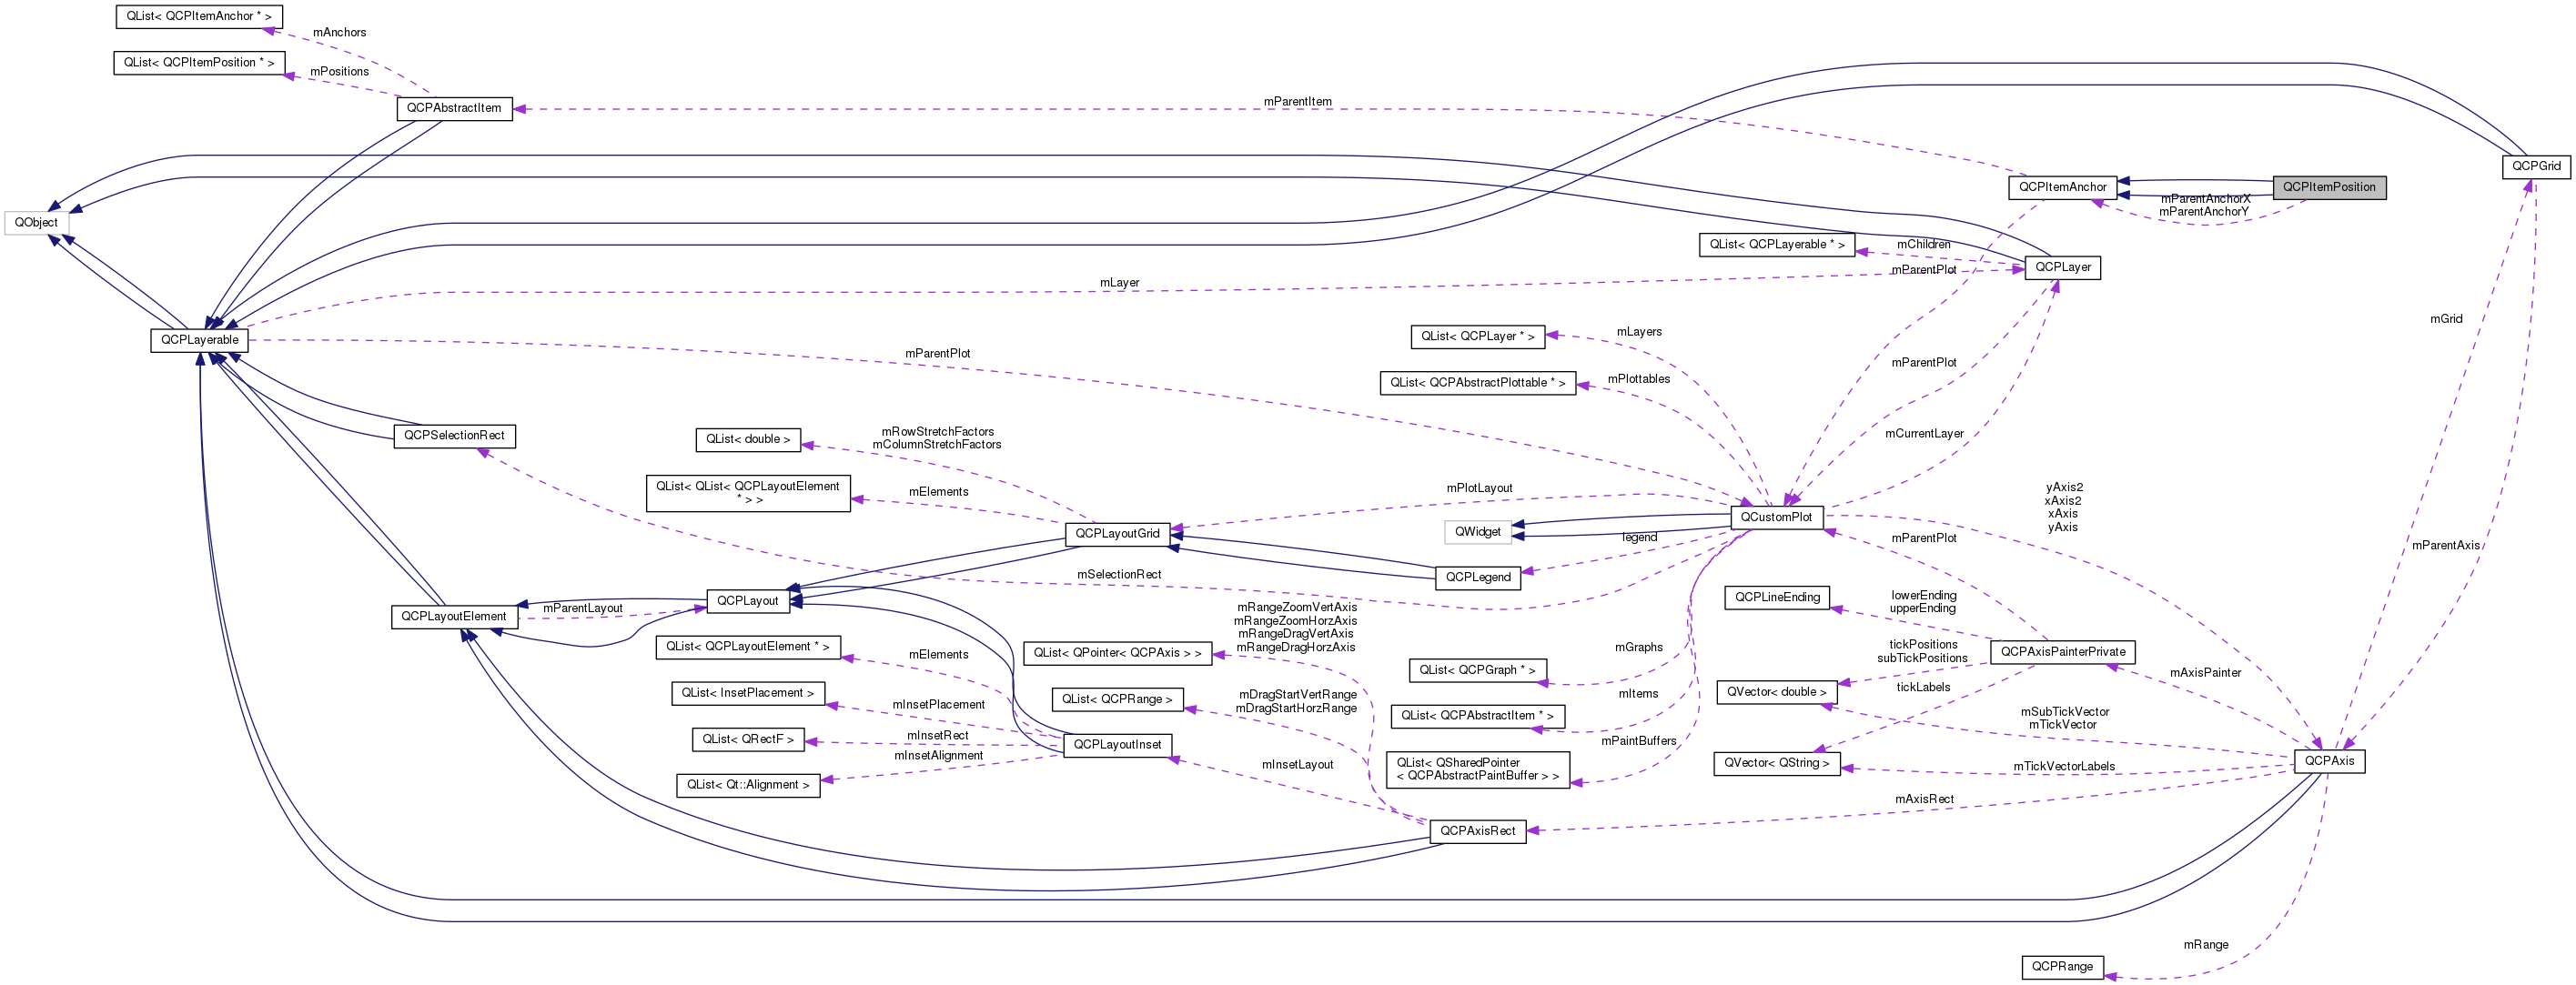 QList< QCPItemAnchor * >
mAnchors
QList< QCPItemPosition * >
mPositions
QCPAbstractItem
mParentItem
QCPGrid
QCPItemAnchor
QCPItemPosition
mParentAnchorX
mParentAnchorY
QObject
QList< QCPLayerable * >
mChildren
QCPLayer
mParentPlot
mLayer
mGrid
QCPLayerable
QList< QCPLayer * >
mLayers
mParentPlot
mParentPlot
QList< QCPAbstractPlottable * >
mPlottables
QCPSelectionRect
QList< double >
mRowStretchFactors
mColumnStretchFactors
mCurrentLayer
QList< QList< QCPLayoutElement
* > >
mElements
mPlotLayout
yAxis2
xAxis2
xAxis
yAxis
QCPLayoutGrid
QWidget
QCustomPlot
legend
mParentPlot
mParentAxis
mSelectionRect
QCPLegend
QCPLayoutElement
mParentLayout
QCPLayout
mRangeZoomVertAxis
mRangeZoomHorzAxis
mRangeDragVertAxis
mRangeDragHorzAxis
QCPLineEnding
lowerEnding
upperEnding
QList< QCPLayoutElement * >
mElements
QList< QPointer< QCPAxis > >
QList< QCPGraph * >
mGraphs
tickPositions
subTickPositions
QCPAxisPainterPrivate
mAxisPainter
QList< InsetPlacement >
mInsetPlacement
QList< QCPRange >
mDragStartVertRange
mDragStartHorzRange
QList< QCPAbstractItem * >
mItems
QVector< double >
tickLabels
mSubTickVector
mTickVector
QList< QRectF >
mInsetRect
QCPLayoutInset
mPaintBuffers
QList< Qt::Alignment >
mInsetAlignment
mInsetLayout
QList< QSharedPointer
< QCPAbstractPaintBuffer > >
QVector< QString >
mTickVectorLabels
QCPAxis
QCPAxisRect
mAxisRect
mRange
QCPRange